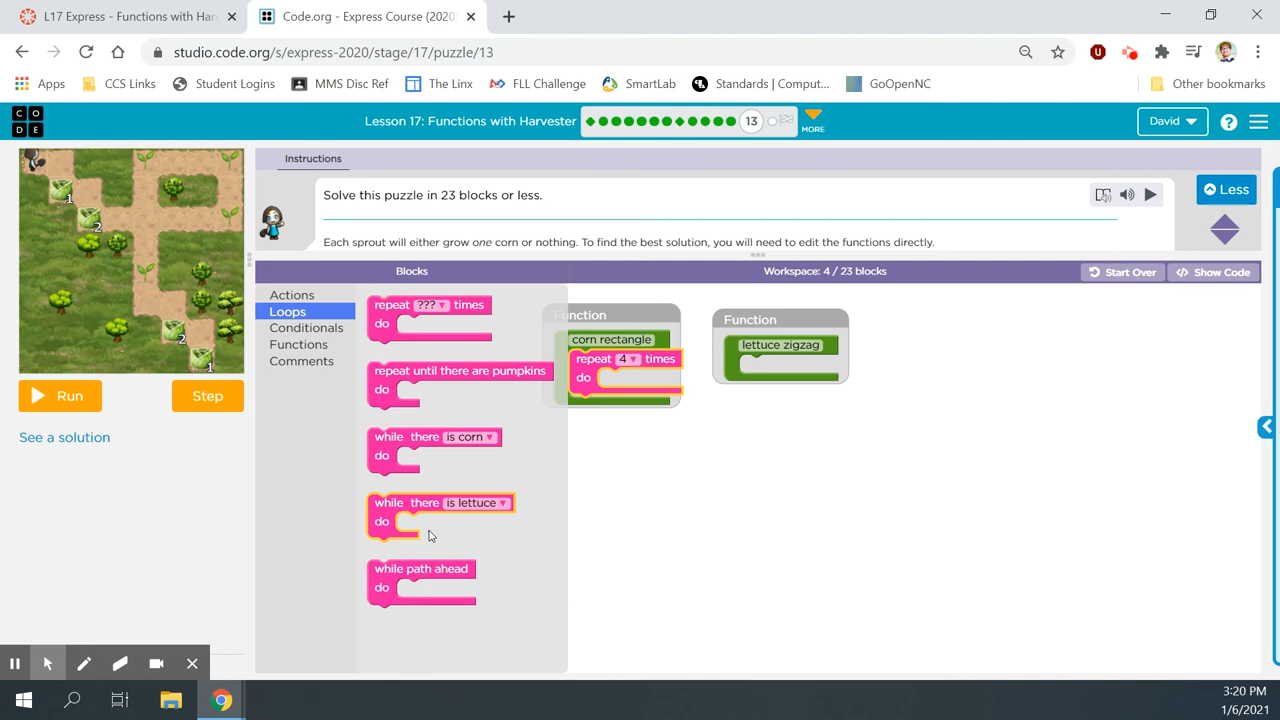 L17 Express - Functions with Har
Code.org - Express Course (2020)
studio.code.org/s/express-2020/stage/17/puzzle/13
Apps
CCS Links
Student Logins
MMS Disc Ref
The Linx
FLL Challenge
SmartLab
Standards | Comput...
GoOpenNC
Other bookmarks
C O
D E
Lesson 17: Functions with Harvester
13
MORE
David
?
Instructions
Solve this puzzle in 23 blocks or less.
Each sprout will either grow one corn or nothing. To find the best solution, you will need to edit the functions directly.
Less
1
2
2
1
Run
Step
See a solution
Blocks
Workspace: 4 / 23 blocks
Start Over
Show Code
Actions
Loops
Conditionals
Functions
Comments
repeat ??? times
do
repeat until there are pumpkins
do
while there is corn
do
while there is lettuce
do
while path ahead
do
Function
corn rectangle
repeat 4 times
do
Function
lettuce zigzag
3:20 PM
1/6/2021